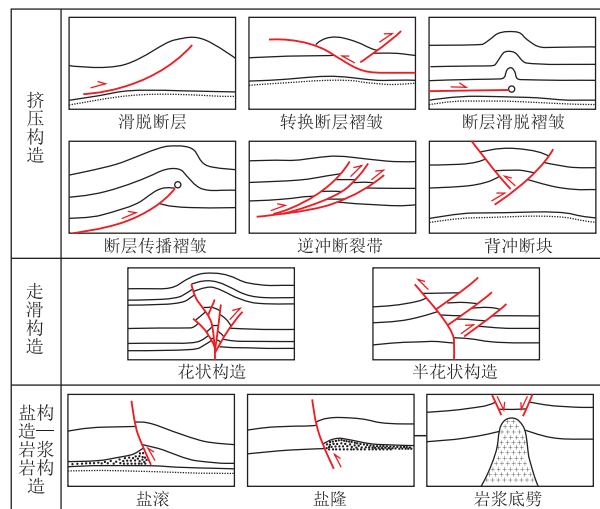 挤压构造
滑脱断层
转换断层褶皱
断层滑脱褶皱
断层传播褶皱
逆冲断裂带
背冲断块
走滑构造
花状构造
半花状构造
盐构造—岩浆岩构造
盐滚
盐隆
岩浆底劈